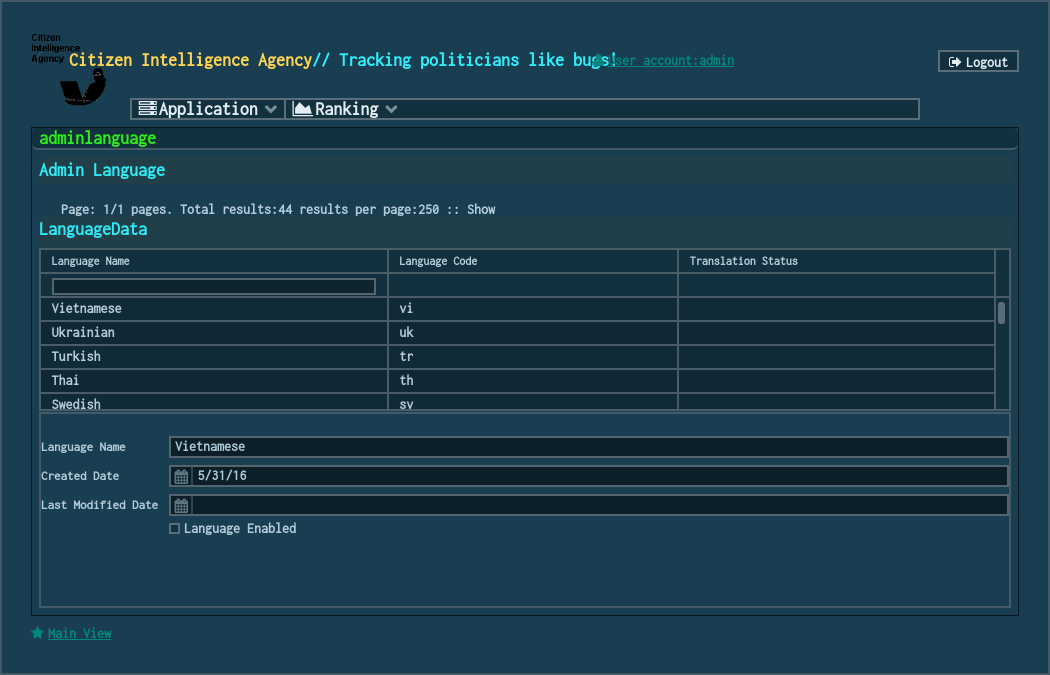 Citizen
Intelligence
Agency
Citizen Intelligence Agency// Tracking politicians like bugs!
User account:admin
Logout
Application
Ranking
adminlanguage
Admin Language
Page: 1/1 pages. Total results:44 results per page:250 :: Show
LanguageData
Language Name Language Code Translation Status
Vietnamese vi
Ukrainian uk
Turkish tr
Thai th
Swedish sv
Language Name Vietnamese
Created Date 5/31/16
Last Modified Date
Language Enabled
Main View